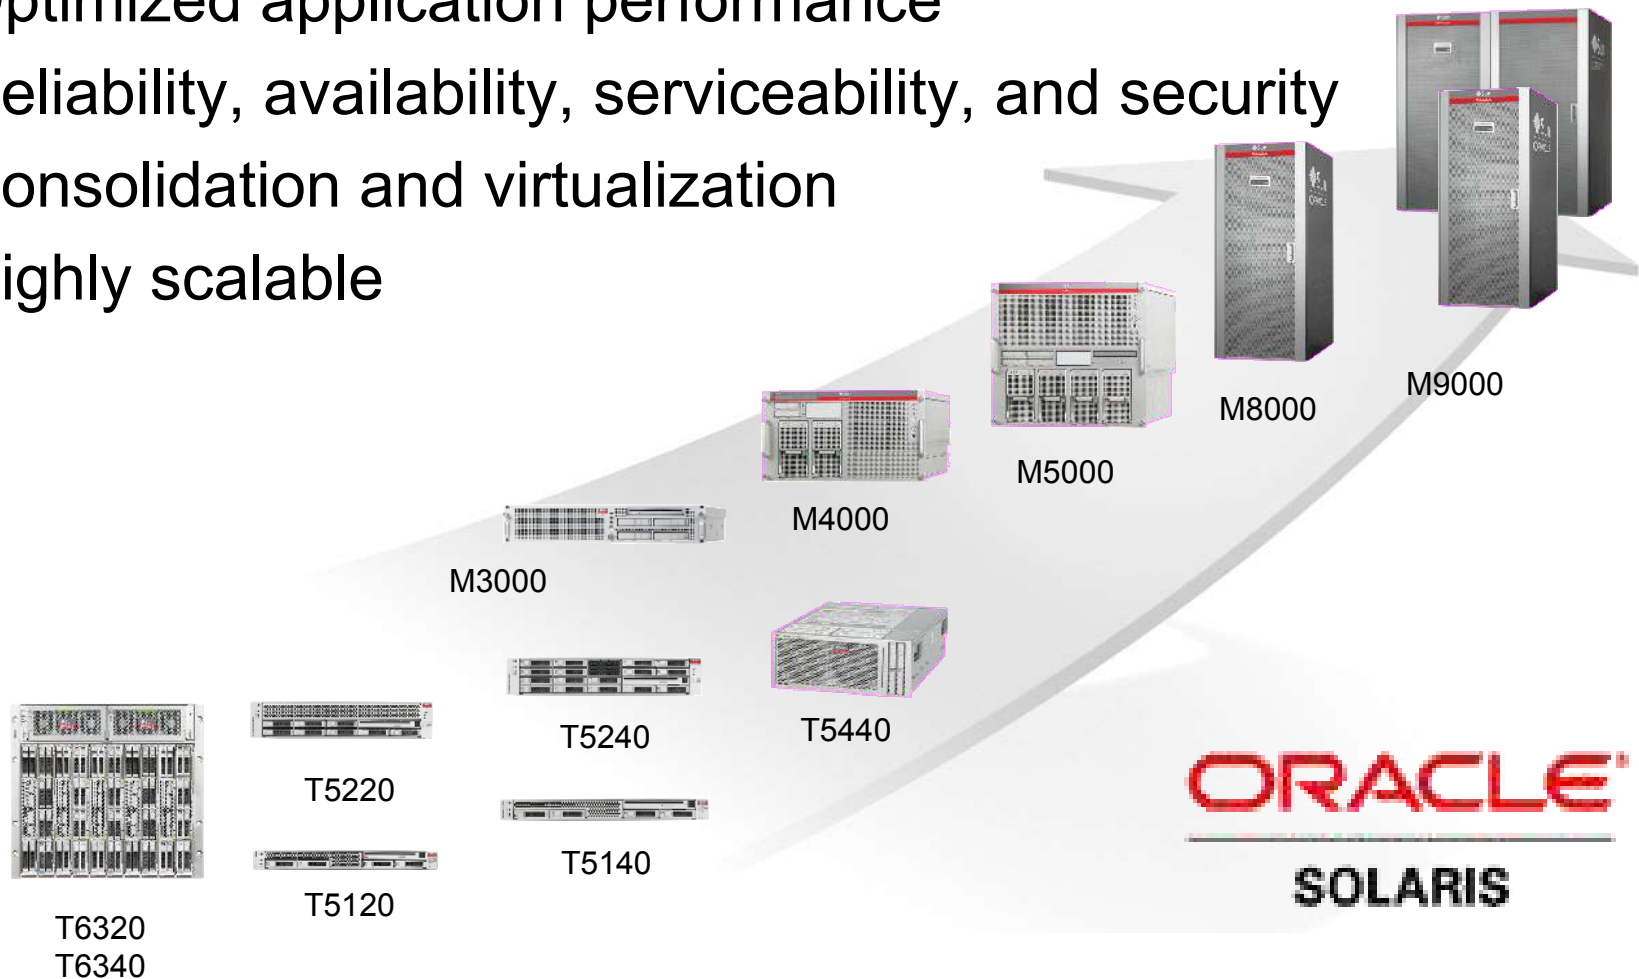 ptimized application performance
eliability, availability, serviceability, and security
onsolidation and virtualization
ighly scalable
M9000
M8000
M5000
M4000
M3000
T5440
T5240
T5220
T5140
T5120
T6320
T6340
ORACLE
SOLARIS